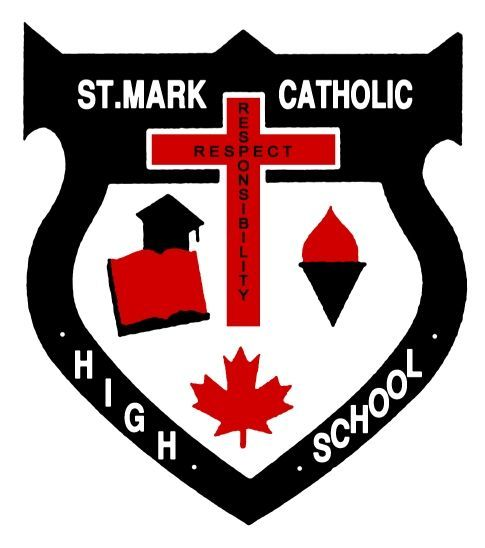 ST.MARK CATHOLIC
RESPECT
RESPONSIBILITY
HIGH SCHOOL